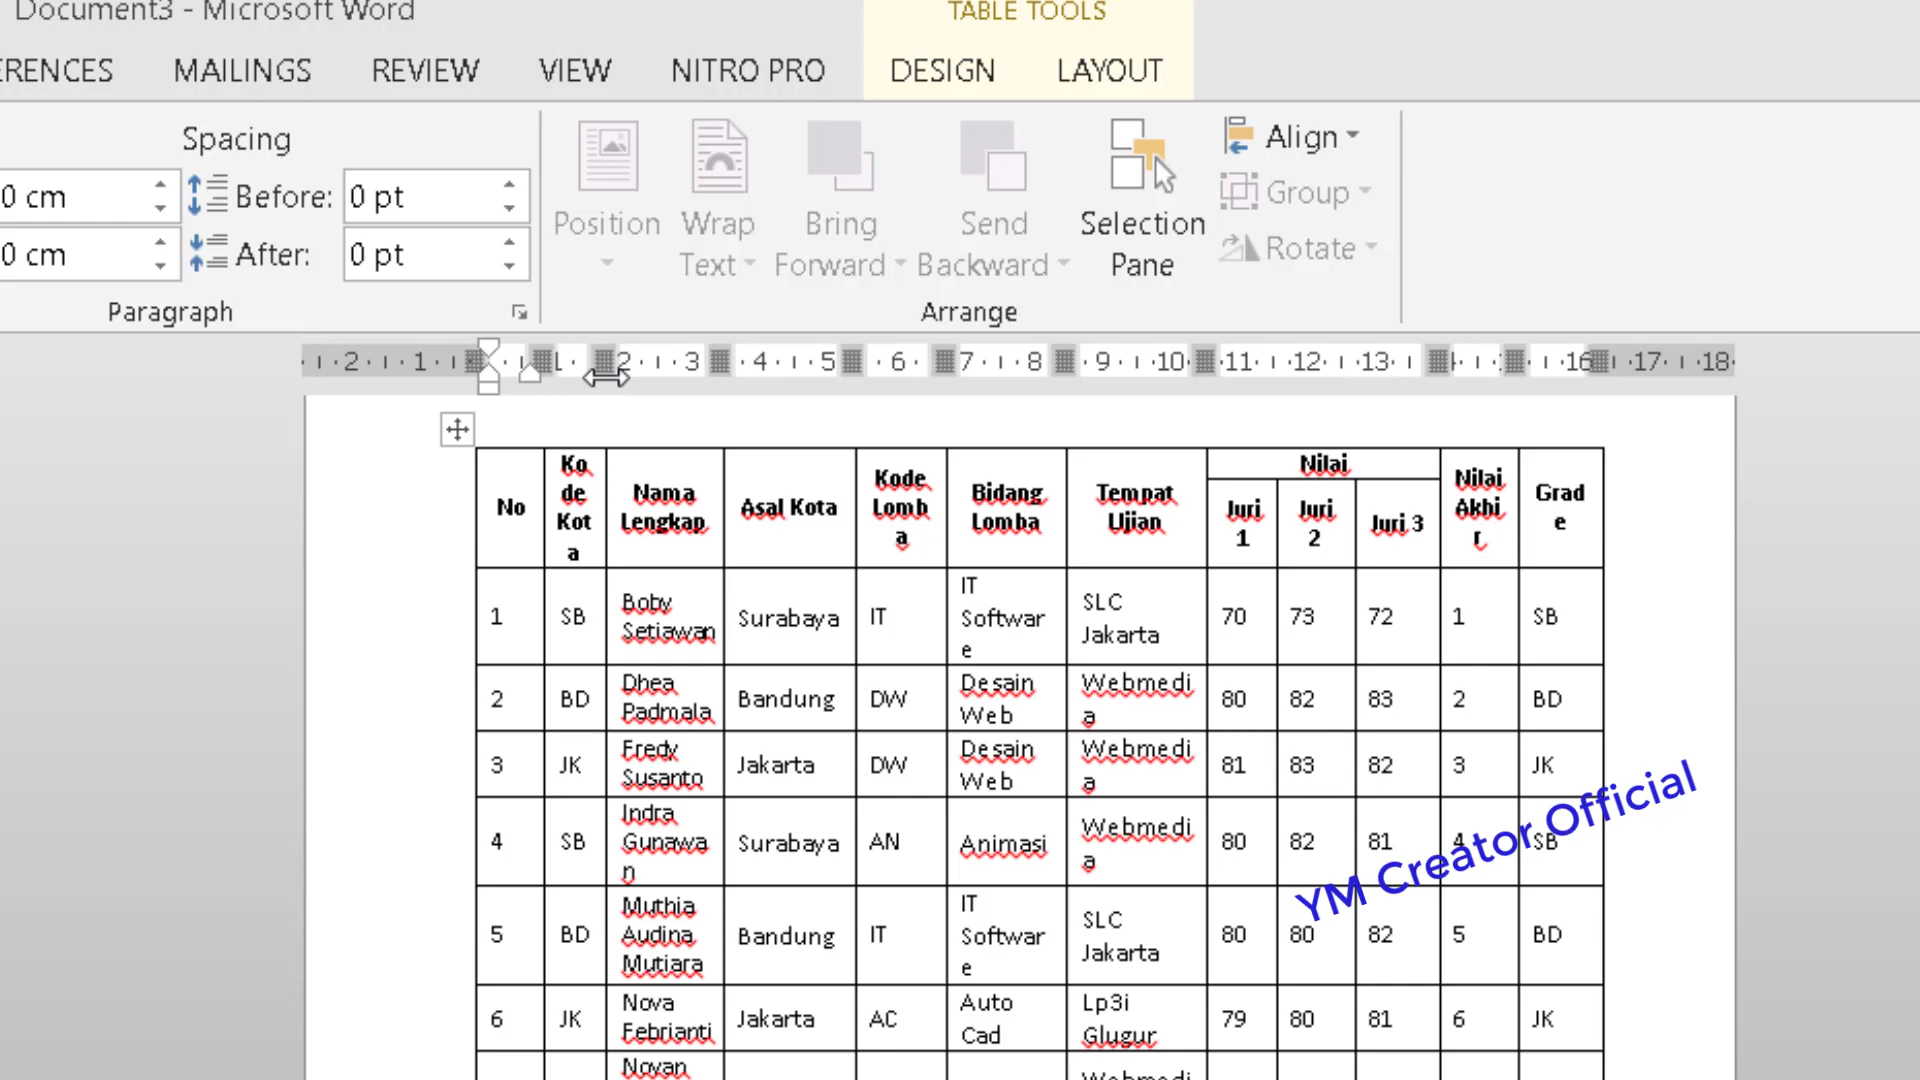 Document3 - Microsoft Word
TABLE TOOLS
ERENCES MAILINGS REVIEW VIEW NITRO PRO DESIGN LAYOUT
Spacing
0 cm Before: 0 pt
0 cm After: 0 pt
Paragraph
Position
Wrap
Text
Bring
Forward
Send
Backward
Selection
Pane
Align
Group
Rotate
Arrange
2 1 1 2 3 4 5 6 7 8 9 10 11 12 13 16 17 18
No
Ko
de
Kot
a
Nama
Lengkap
Asal Kota
Kode
Lomb
a
Bidang
Lomba
Tempat
Ujian
Nilai
Juri
1
Juri
2
Juri 3
Nilai
Akhi
r
Grad
e
1
SB
Boby
Setiawan
Surabaya
IT
IT
Softwar
e
SLC
Jakarta
70
73
72
1
SB
2
BD
Dhea
Padmala
Bandung
DW
Desain
Web
Webmedi
a
80
82
83
2
BD
3
JK
Fredy
Susanto
Jakarta
DW
Desain
Web
Webmedi
a
81
83
82
3
JK
4
SB
Indra
Gunawa
n
Surabaya
AN
Animasi
Webmedi
a
80
82
81
4
SB
YM Creator Official
5
BD
Muthia
Audina
Mutiara
Bandung
IT
IT
Softwar
e
SLC
Jakarta
80
80
82
5
BD
6
JK
Nova
Febrianti
Jakarta
AC
Auto
Cad
Lp3i
Glugur
79
80
81
6
JK
Novan
Webmedi